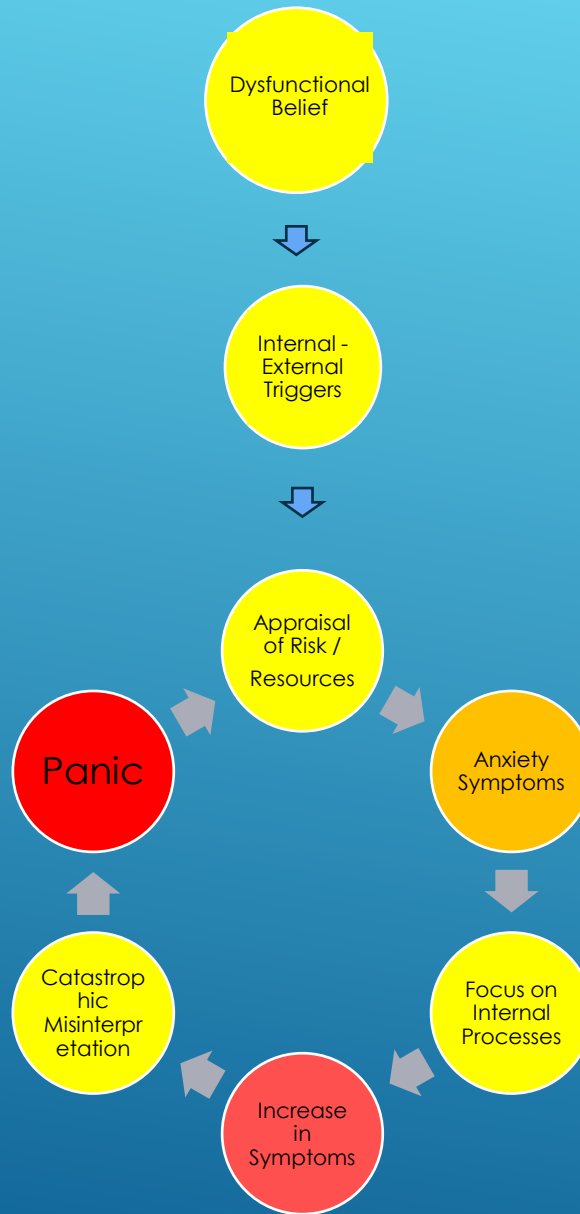 Dysfunctional
Belief
Internal -
External
Triggers
Appraisal
of Risk /
Resources
Anxiety
Symptoms
Focus on
Internal
Processes
Increase
in
Symptoms
Catastrop
hic
Misinterpr
etation
Panic